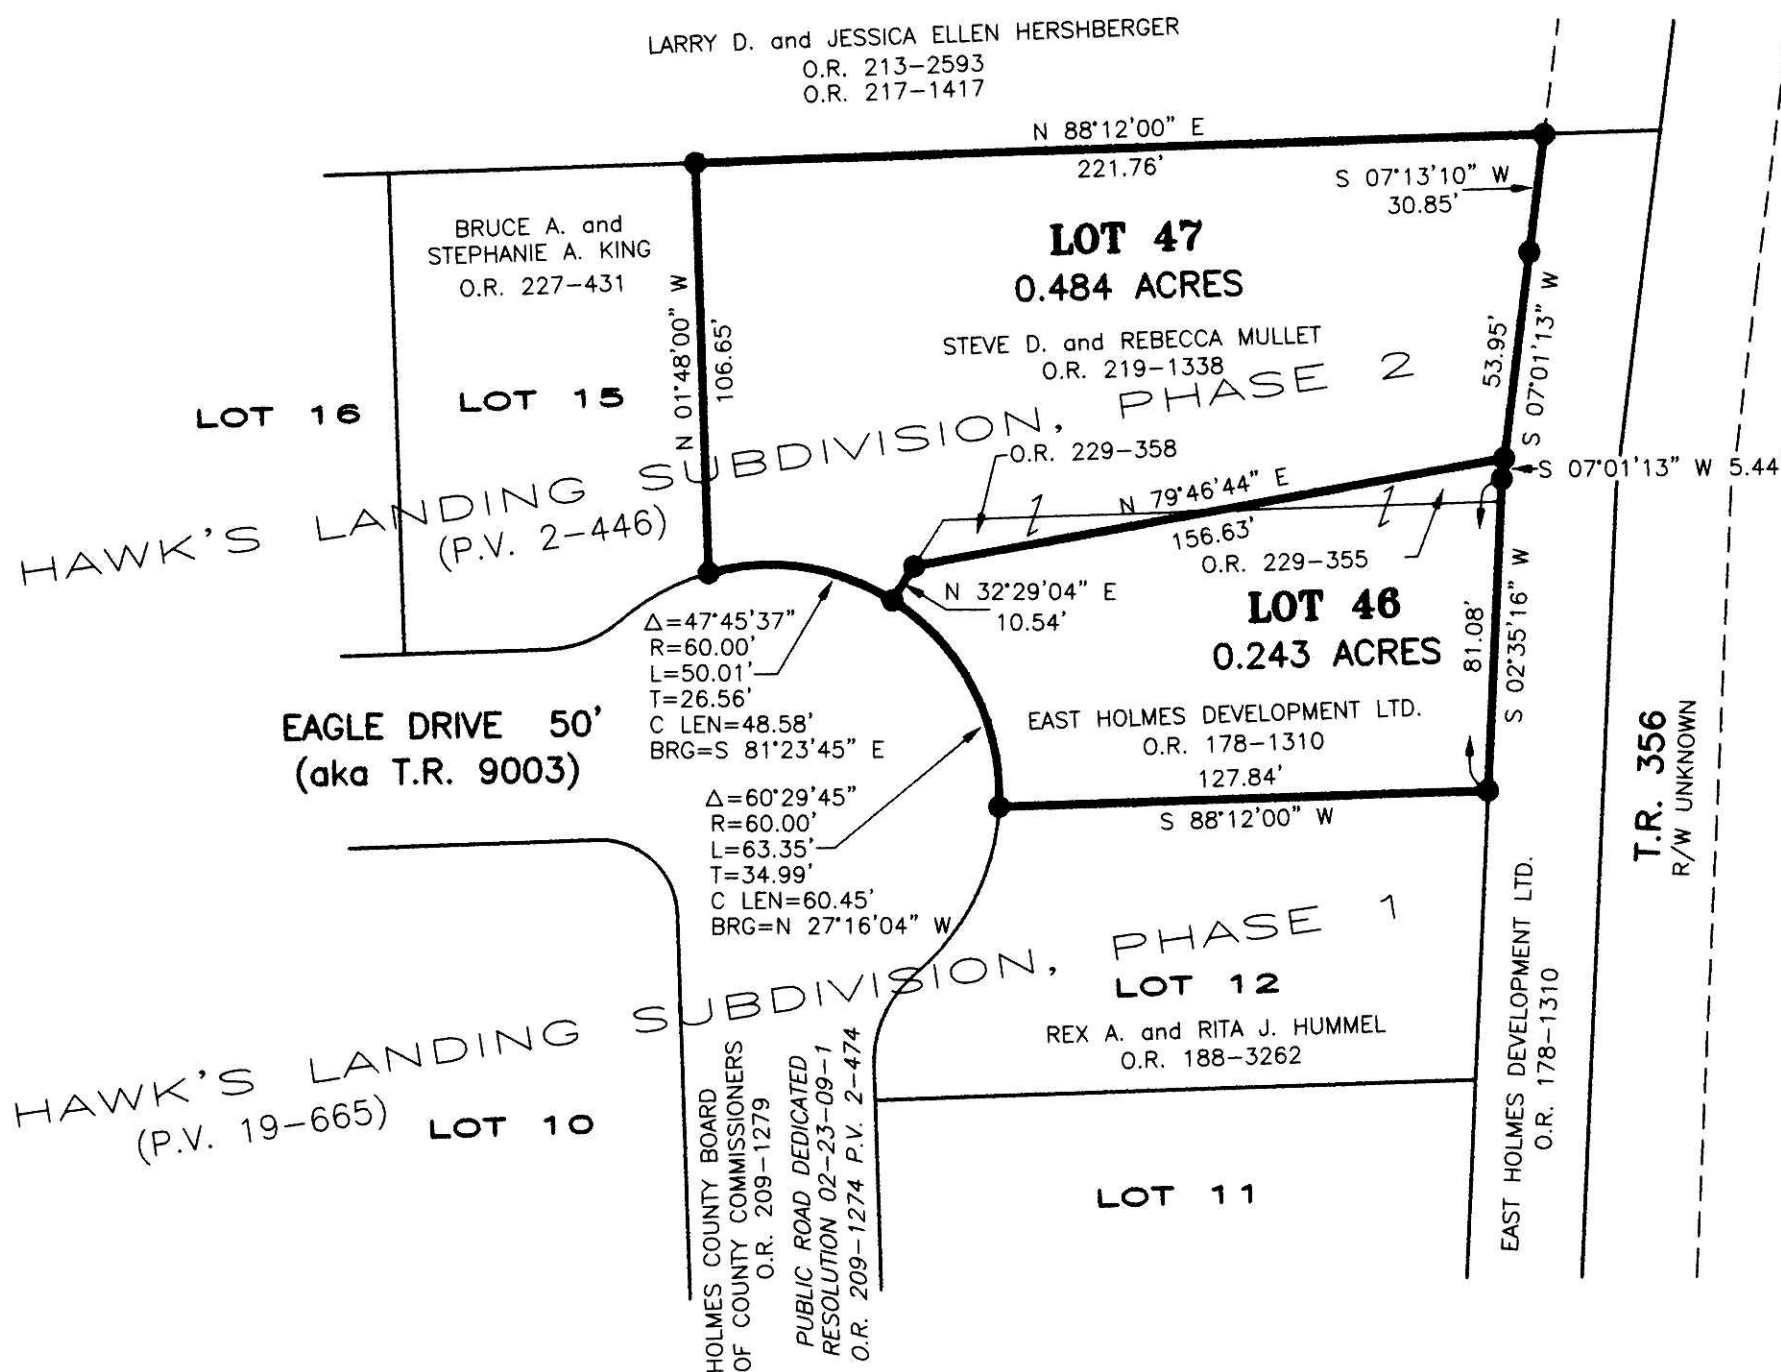 LARRY D. and JESSICA ELLEN HERSHBERGER
O.R. 213-2593
O.R. 217-1417
N 88°12'00" E
221.76'
S 07°13'10" W
30.85'
BRUCE A. and
STEPHANIE A. KING
O.R. 227-431
LOT 47
0.484 ACRES
STEVE D. and REBECCA MULLET
O.R. 219-1338
N 01°48'00" W
106.65'
53.95'
S 07°01'13" W
LOT 16
LOT 15
HAWK'S LANDING SUBDIVISION, PHASE 2
(P.V. 2-446)
O.R. 229-358
S 07°01'13" W 5.44
N 79°46'44" E
156.63'
O.R. 229-355
N 32°29'04" E
10.54'
LOT 46
0.243 ACRES
81.08'
S 02°35'16" W
Δ=47°45'37"
R=60.00'
L=50.01'
T=26.56'
C LEN=48.58'
BRG=S 81°23'45" E
EAGLE DRIVE 50'
(aka T.R. 9003)
EAST HOLMES DEVELOPMENT LTD.
O.R. 178-1310
127.84'
S 88°12'00" W
Δ=60°29'45"
R=60.00'
L=63.35'
T=34.99'
C LEN=60.45'
BRG=N 27°16'04" W
T.R. 356
R/W UNKNOWN
HAWK'S LANDING SUBDIVISION, PHASE 1
(P.V. 19-665)
LOT 12
REX A. and RITA J. HUMMEL
O.R. 188-3262
EAST HOLMES DEVELOPMENT LTD.
O.R. 178-1310
LOT 10
HOLMES COUNTY BOARD
OF COUNTY COMMISSIONERS
O.R. 209-1279
PUBLIC ROAD DEDICATED
RESOLUTION 02-23-09-1
O.R. 209-1274 P.V. 2-474
LOT 11